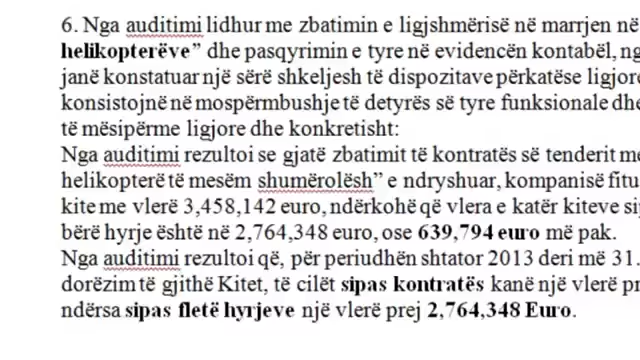 6. Nga auditimi lidhur me zbatimin e ligjshmërisë në marrjen në
helikopterëve” dhe pasqyrimin e tyre në evidencën kontabël, ng
janë konstatuar një sërë shkeljesh të dispozitave përkatëse ligjore
konsistojnë në mospërmbushje të detyrës së tyre funksionale dhe
të mësipërme ligjore dhe konkretisht:
Nga auditimi rezultoi se gjatë zbatimit të kontratës së tenderit me
helikopterë të mesëm shumërolësh” e ndryshuar, kompanisë fitu
kite me vlerë 3,458,142 euro, ndërkohë që vlera e katër kiteve si
bërë hyrje është në 2,764,348 euro, ose 639,794 euro më pak.
Nga auditimi rezultoi që, për periudhën shtator 2013 deri më 31.
dorëzim të gjithë Kitet, të cilët sipas kontratës kanë një vlerë pr
ndërsa sipas fletë hyrjeve një vlerë prej 2,764,348 Euro.